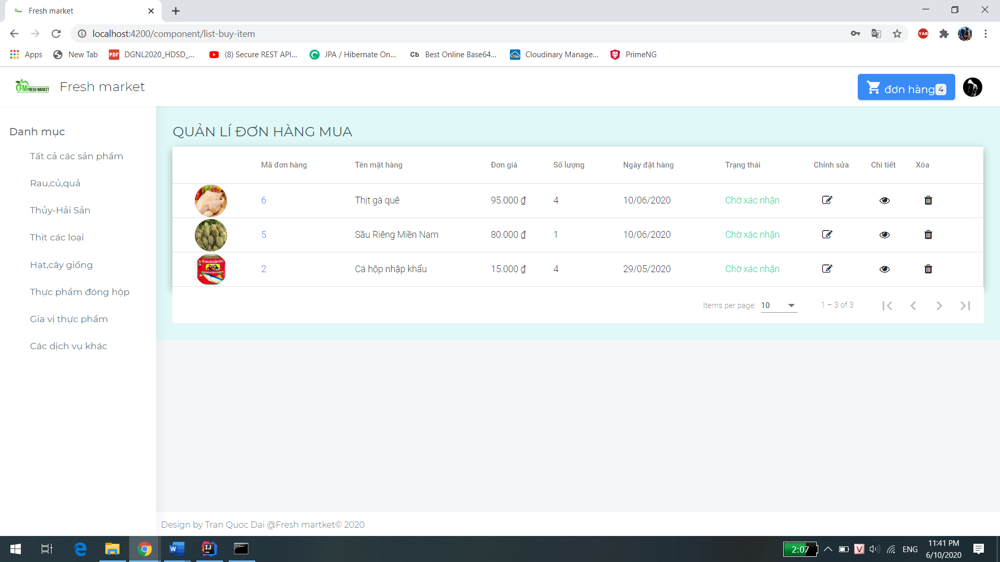 Fresh market
localhost:4200/component/list-buy-item
YAB
Apps
New Tab
PDF DGNL2020_HDSD_...
(8) Secure REST API...
JPA / Hibernate On...
Cb Best Online Base64...
Cloudinary Manage...
PrimeNG
FM FRESH MARKET
Fresh market
đơn hàng 4
Danh mục
Tất cả các sản phẩm
Rau,củ,quả
Thủy-Hải Sản
Thịt các loại
Hạt,cây giống
Thực phẩm đóng hộp
Gia vị thực phẩm
Các dịch vụ khác
QUẢN LÍ ĐƠN HÀNG MUA
Mã đơn hàng Tên mặt hàng Đơn giá Số lượng Ngày đặt hàng Trạng thái Chỉnh sửa Chi tiết Xóa
6 Thịt gà quê 95.000 ₫ 4 10/06/2020 Chờ xác nhận
5 Sầu Riêng Miền Nam 80.000 ₫ 1 10/06/2020 Chờ xác nhận
2 Cá hộp nhập khẩu 15.000 ₫ 4 29/05/2020 Chờ xác nhận
Items per page: 10 1 – 3 of 3
Design by Tran Quoc Dai @Fresh martket© 2020
2:07
ENG
11:41 PM
6/10/2020